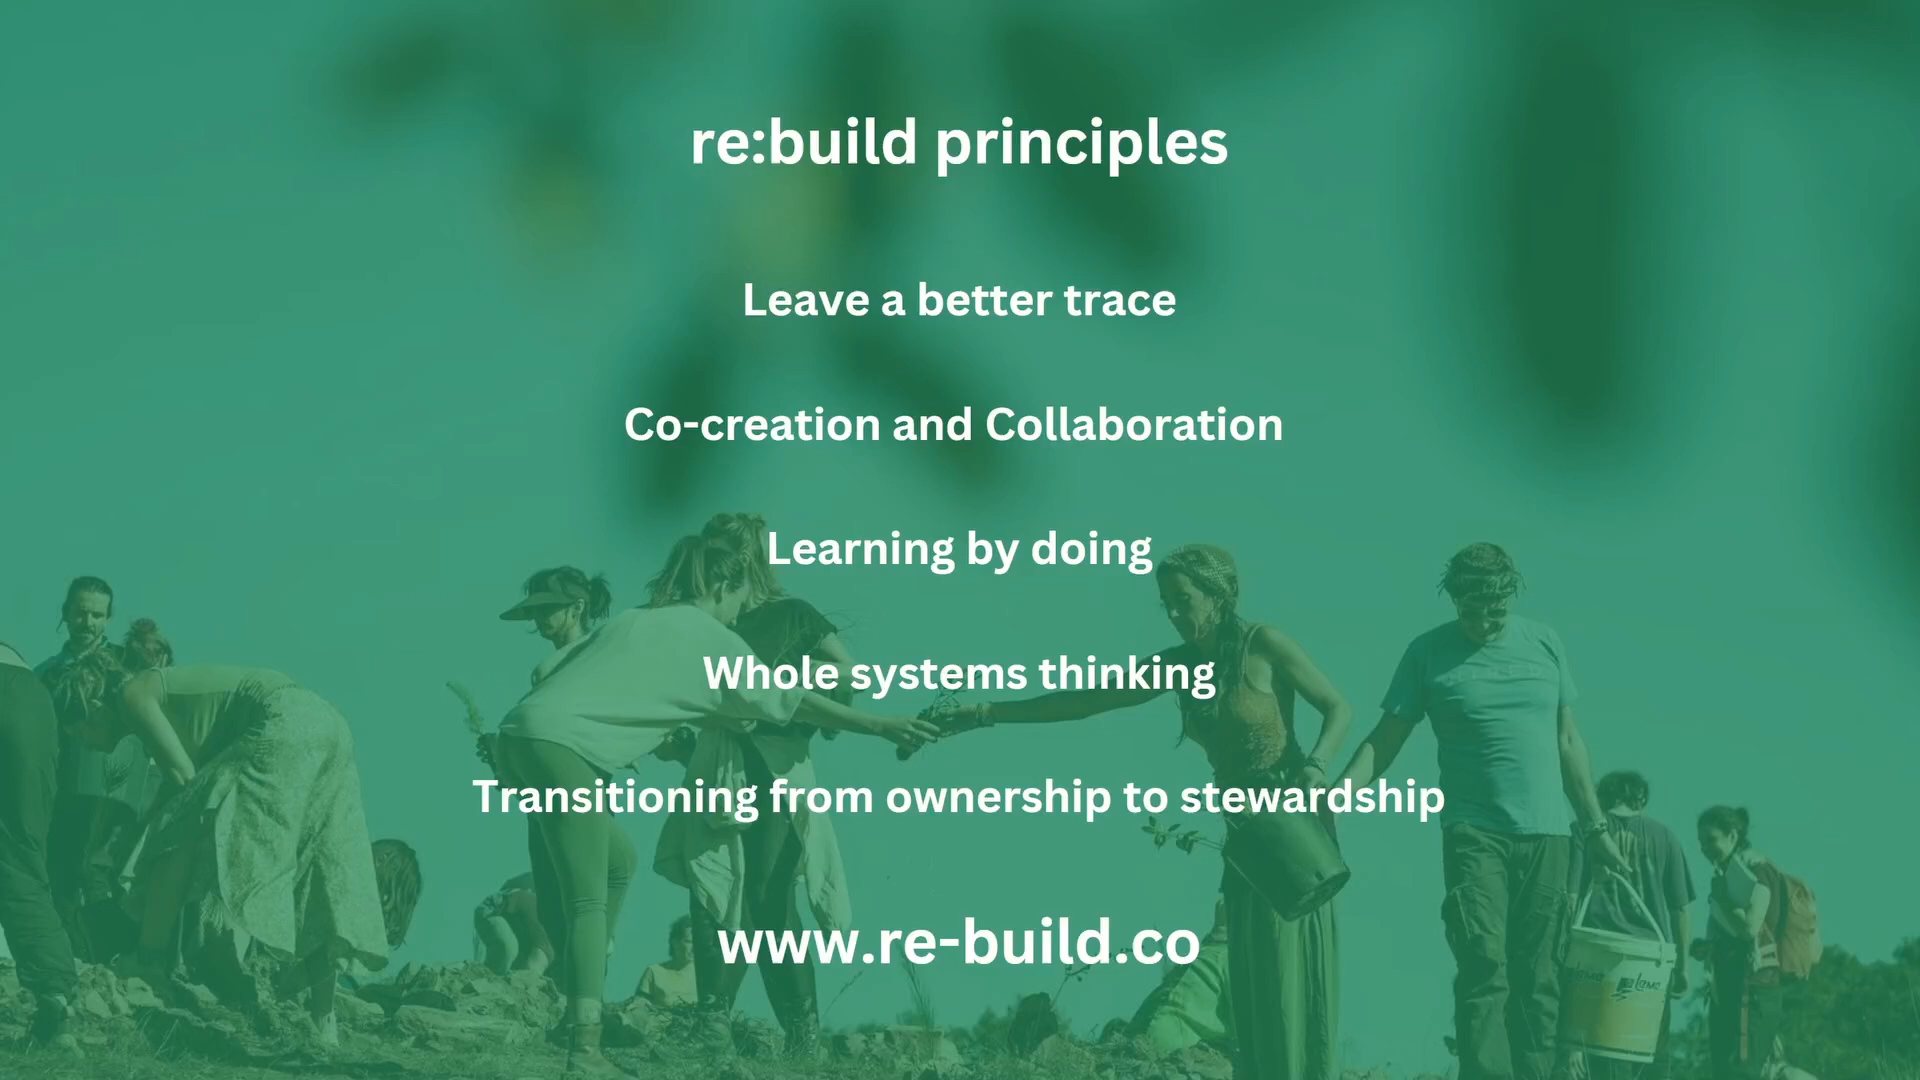 re:build principles
Leave a better trace
Co-creation and Collaboration
Learning by doing
Whole systems thinking
Transitioning from ownership to stewardship
www.re-build.co